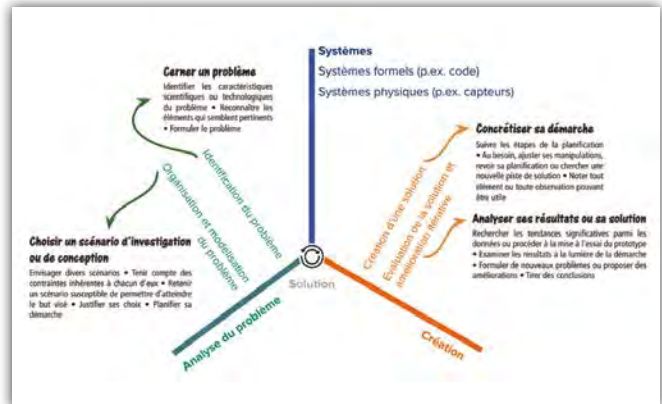 Systèmes
Systèmes formels (p.ex. code)
Systèmes physiques (p.ex. capteurs)
Cerner un problème
Identifier les caractéristiques
scientifiques ou technologiques
du problème • Reconnaître les
éléments qui semblent pertinents
• Formuler le problème
Identification du problème
Organisation et modélisation
du problème
Choisir un scénario d'investigation
ou de conception
Envisager divers scénarios • Tenir compte des
contraintes inhérentes à chacun d'eux • Retenir
un scénario susceptible de permettre d'atteindre
le but visé • Justifier ses choix • Planifier sa
démarche
Analyse du problème
Solution
Concrétiser sa démarche
Suivre les étapes de la planification
• Au besoin, ajuster ses manipulations,
revoir sa planification ou chercher une
nouvelle piste de solution • Noter tout
élément ou toute observation pouvant
être utile
Création d'une solution
Évaluation de la solution et
amélioration itérative
Analyser ses résultats ou sa solution
Rechercher les tendances significatives parmi les
données ou procéder à la mise à l'essai du prototype
• Examiner les résultats à la lumière de la démarche
• Formuler de nouveaux problèmes ou proposer des
améliorations • Tirer des conclusions
Création